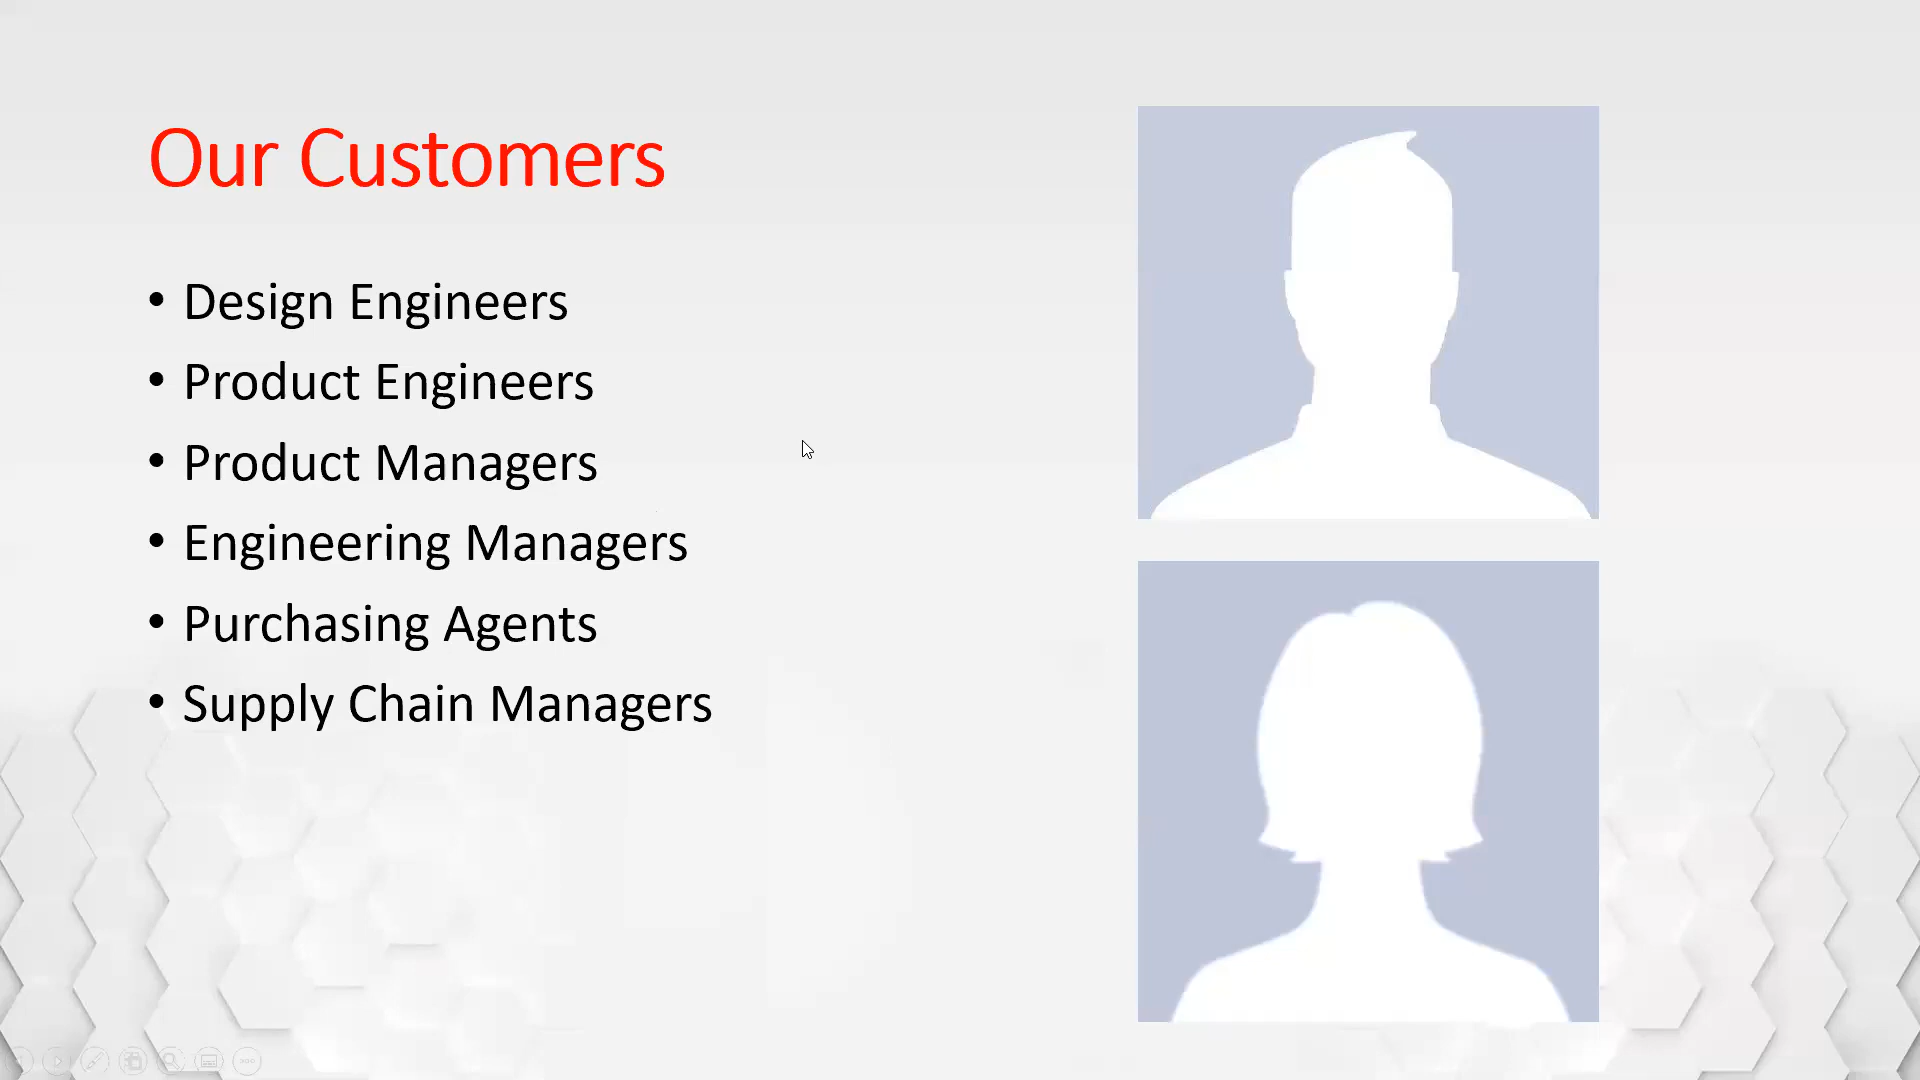 Our Customers
• Design Engineers
• Product Engineers
• Product Managers
• Engineering Managers
• Purchasing Agents
• Supply Chain Managers